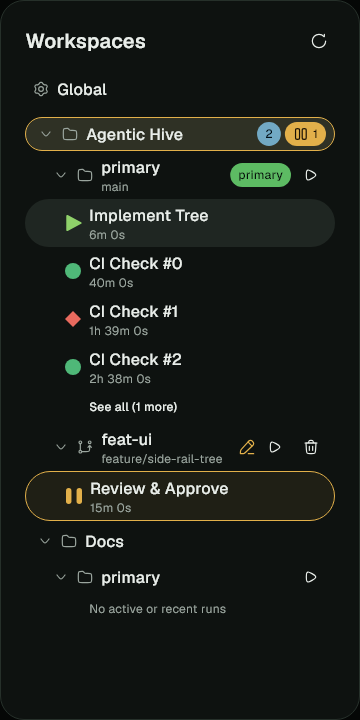 Workspaces
Global
Agentic Hive 2 1
primary primary
main
Implement Tree
6m 0s
CI Check #0
40m 0s
CI Check #1
1h 39m 0s
CI Check #2
2h 38m 0s
See all (1 more)
feat-ui
feature/side-rail-tree
Review & Approve
15m 0s
Docs
primary
No active or recent runs